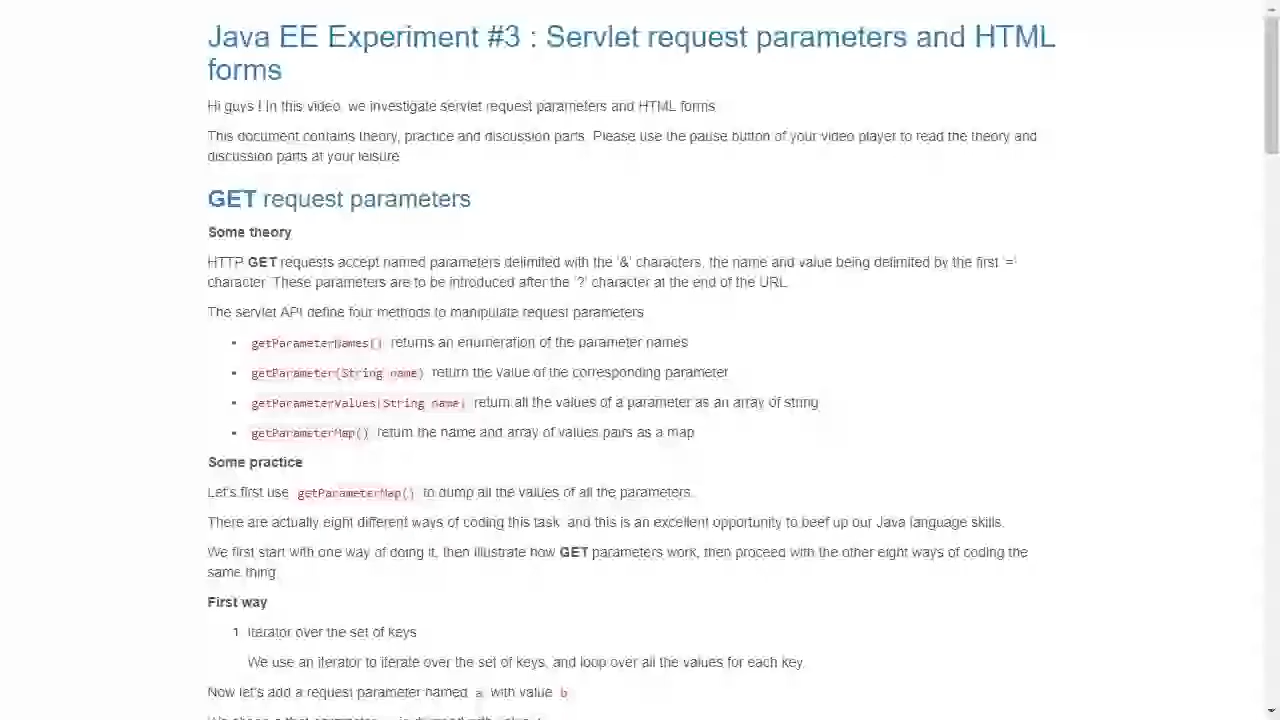 Java EE Experiment #3 : Servlet request parameters and HTML
forms
Hi guys ! In this video, we investigate servlet request parameters and HTML forms
This document contains theory, practice and discussion parts. Please use the pause button of your video player to read the theory and
discussion parts at your leisure
GET request parameters
Some theory
HTTP GET requests accept named parameters delimited with the '&' characters, the name and value being delimited by the first '='
character. These parameters are to be introduced after the '?' character at the end of the URL
The servlet API define four methods to manipulate request parameters
• getParameterNames() returns an enumeration of the parameter names
• getParameter(String name) return the value of the corresponding parameter
• getParameterValues(String name) return all the values of a parameter as an array of string
• getParameterMap() return the name and array of values pairs as a map
Some practice
Let's first use getParameterMap() to dump all the values of all the parameters.
There are actually eight different ways of coding this task, and this is an excellent opportunity to beef up our Java language skills.
We first start with one way of doing it, then illustrate how GET parameters work, then proceed with the other eight ways of coding the
same thing
First way
1 Iterator over the set of keys
We use an iterator to iterate over the set of keys, and loop over all the values for each key.
Now let's add a request parameter named a with value b